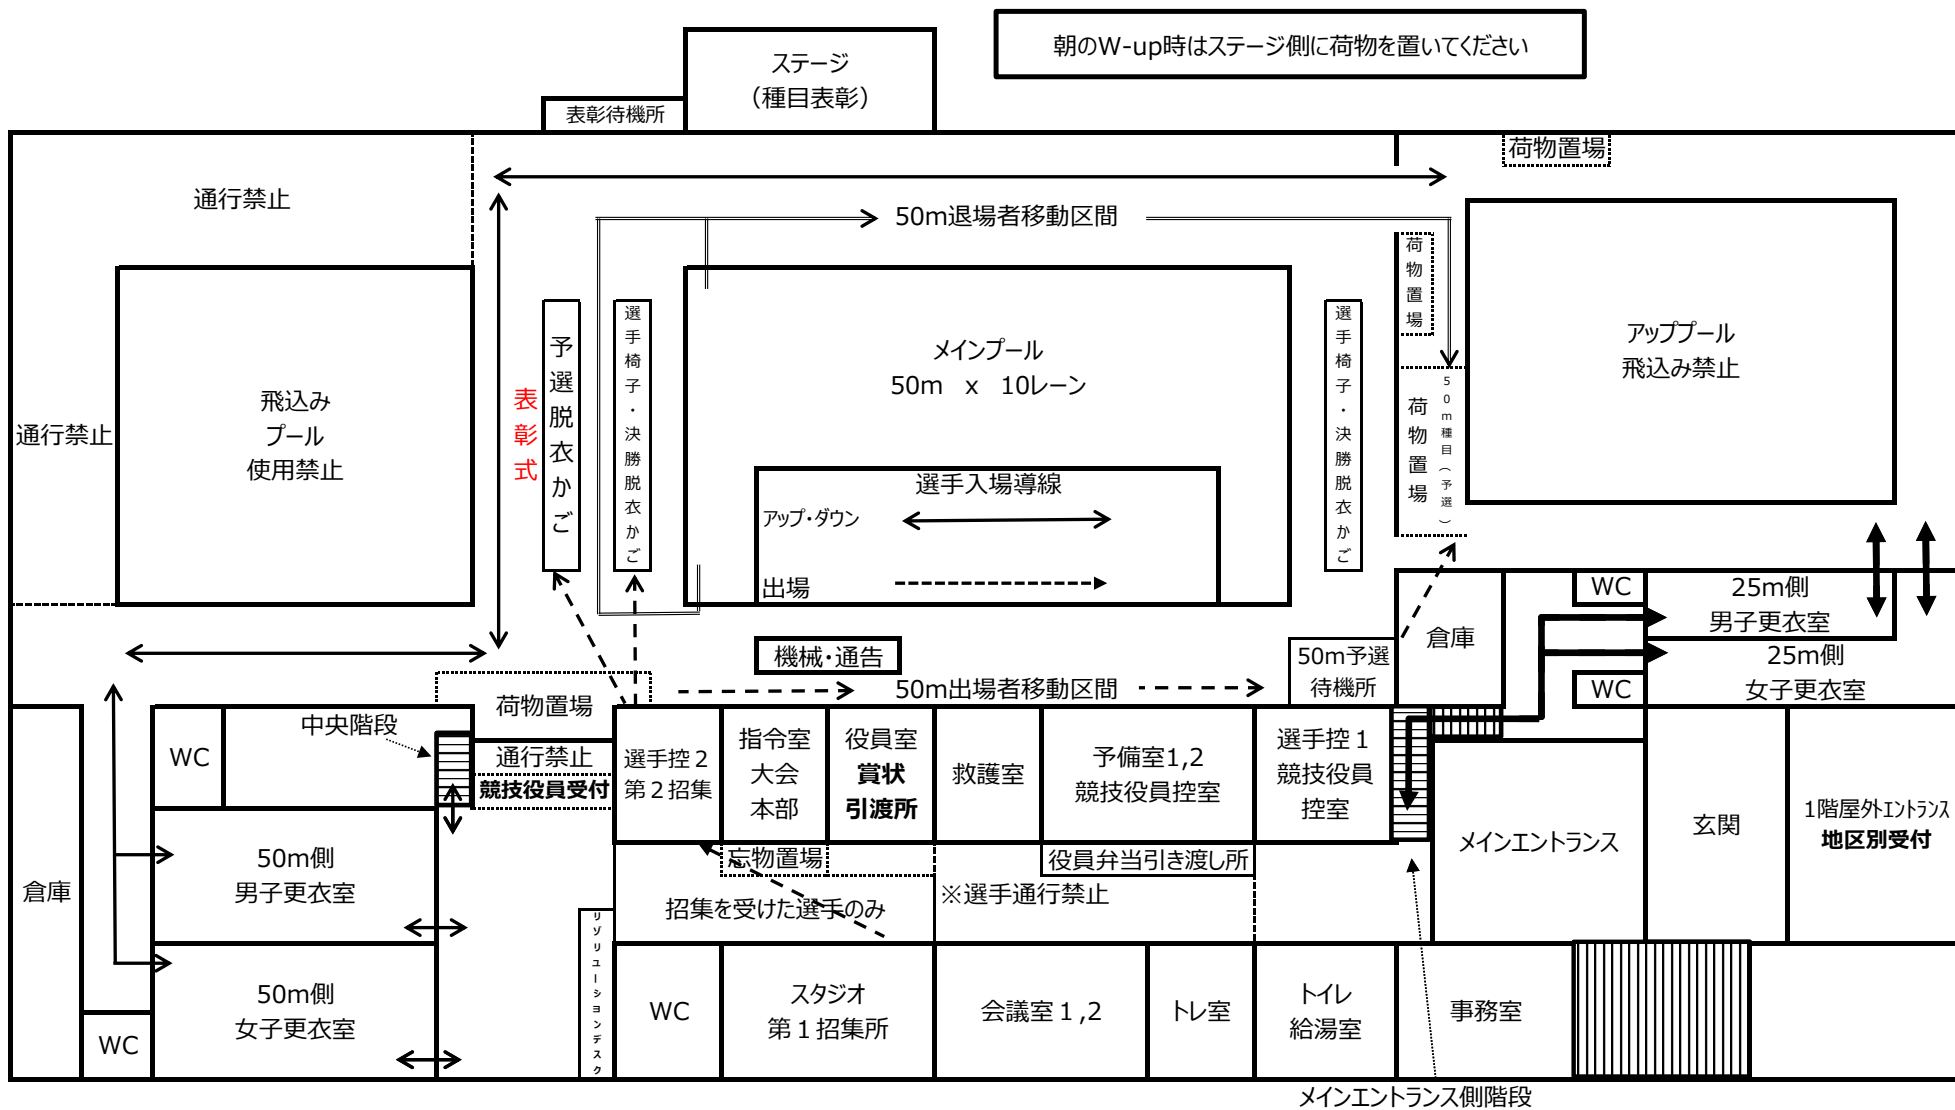 朝のW-up時はステージ側に荷物を置いてください
ステージ
（種目表彰）
表彰待機所
荷物置場
通行禁止
50m退場者移動区間
荷物置場
選手椅子・決勝脱衣かご
予選脱衣かご
表彰式
メインプール
50m x 10レーン
選手椅子・決勝脱衣かご
アッププール
飛込み禁止
50m種目（予選）
荷物置場
飛込み
プール
使用禁止
通行禁止
選手入場導線
アップ・ダウン
出場
WC
25m側
男子更衣室
倉庫
機械・通告
50m予選
待機所
25m側
女子更衣室
WC
50m出場者移動区間
荷物置場
中央階段
WC
通行禁止
競技役員受付
選手控２
第２招集
指令室
大会
本部
役員室
賞状
引渡所
救護室
予備室1,2
競技役員控室
選手控１
競技役員
控室
メインエントランス
玄関
1階屋外エントランス
地区別受付
忘物置場
役員弁当引き渡し所
50m側
男子更衣室
倉庫
招集を受けた選手のみ
※選手通行禁止
リゾリューションデスク
50m側
女子更衣室
WC
WC
スタジオ
第１招集所
会議室１,2
トレ室
トイレ
給湯室
事務室
メインエントランス側階段